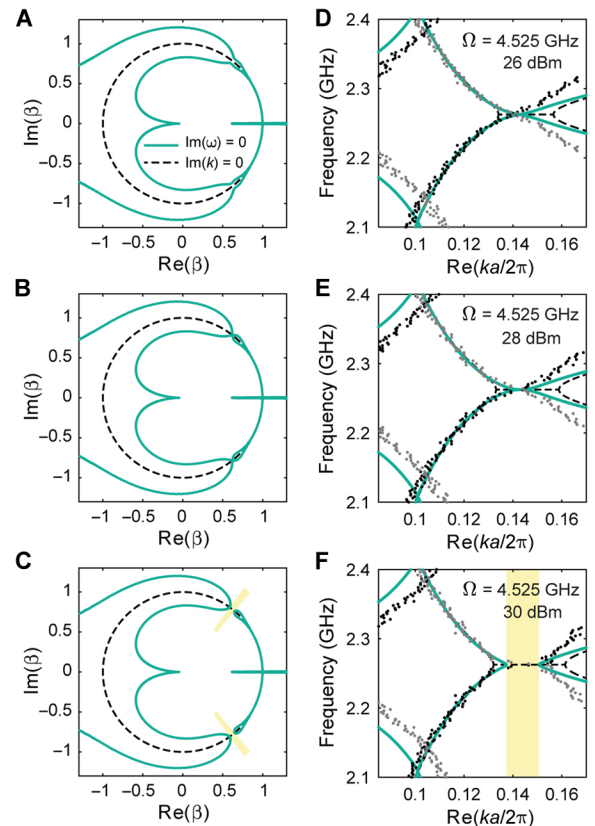 A
1
0.5
0
−0.5
−1
Im(β)
Im(ω) = 0
Im(k) = 0
−1 −0.5 0 0.5 1
Re(β)
D
2.4
2.3
2.2
2.1
Frequency (GHz)
Ω = 4.525 GHz
26 dBm
0.1 0.12 0.14 0.16
Re(ka/2π)
B
1
0.5
0
−0.5
−1
Im(β)
−1 −0.5 0 0.5 1
Re(β)
E
2.4
2.3
2.2
2.1
Frequency (GHz)
Ω = 4.525 GHz
28 dBm
0.1 0.12 0.14 0.16
Re(ka/2π)
C
1
0.5
0
−0.5
−1
Im(β)
−1 −0.5 0 0.5 1
Re(β)
F
2.4
2.3
2.2
2.1
Frequency (GHz)
Ω = 4.525 GHz
30 dBm
0.1 0.12 0.14 0.16
Re(ka/2π)